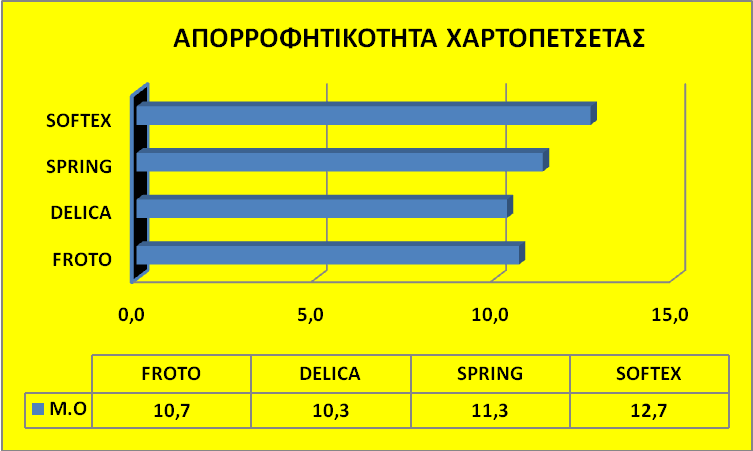 ΑΠΟΡΡΟΦΗΤΙΚΟΤΗΤΑ ΧΑΡΤΟΠΕΤΣΕΤΑΣ
SOFTEX
SPRING
DELICA
FROTO
0,0 5,0 10,0 15,0
FROTO DELICA SPRING SOFTEX
Μ.Ο 10,7 10,3 11,3 12,7